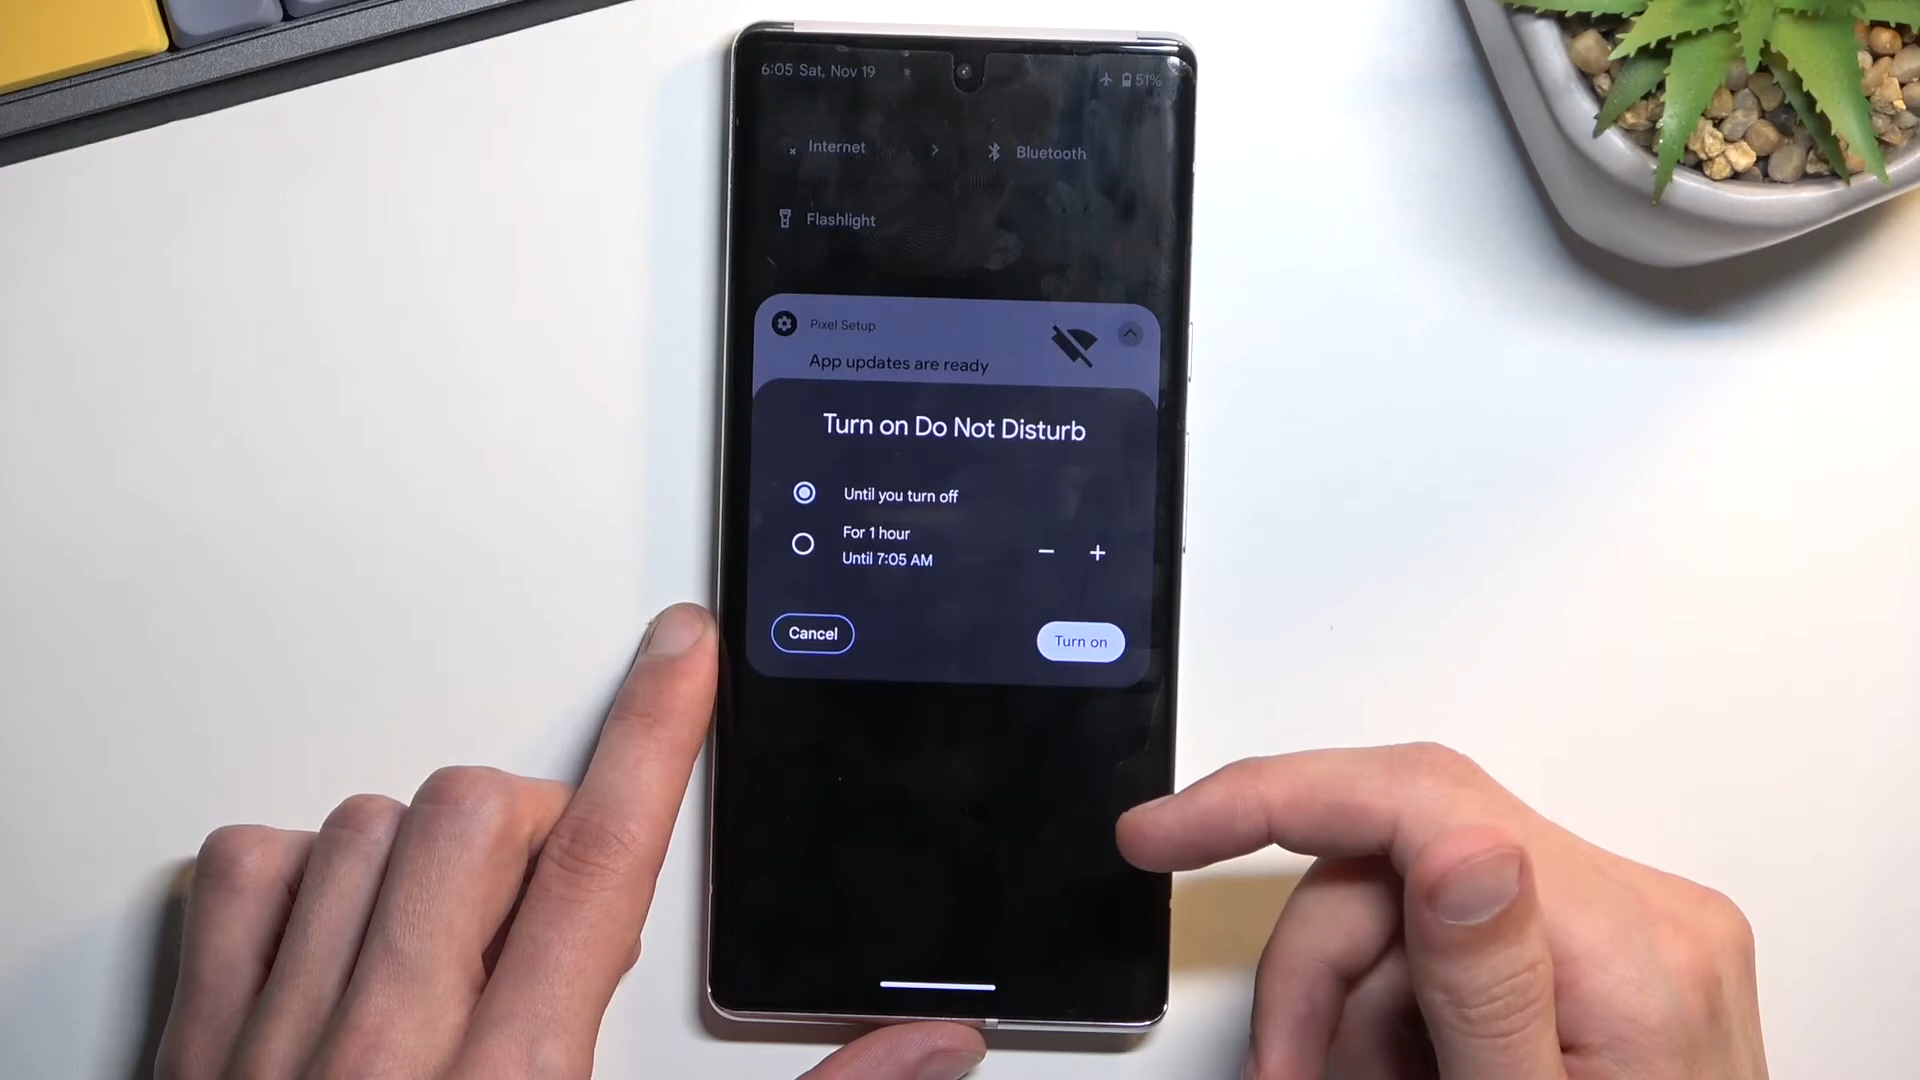 6:05 Sat, Nov 19
51%
Internet
Bluetooth
Flashlight
Pixel Setup
App updates are ready
Turn on Do Not Disturb
Until you turn off
For 1 hour
Until 7:05 AM
Cancel
Turn on